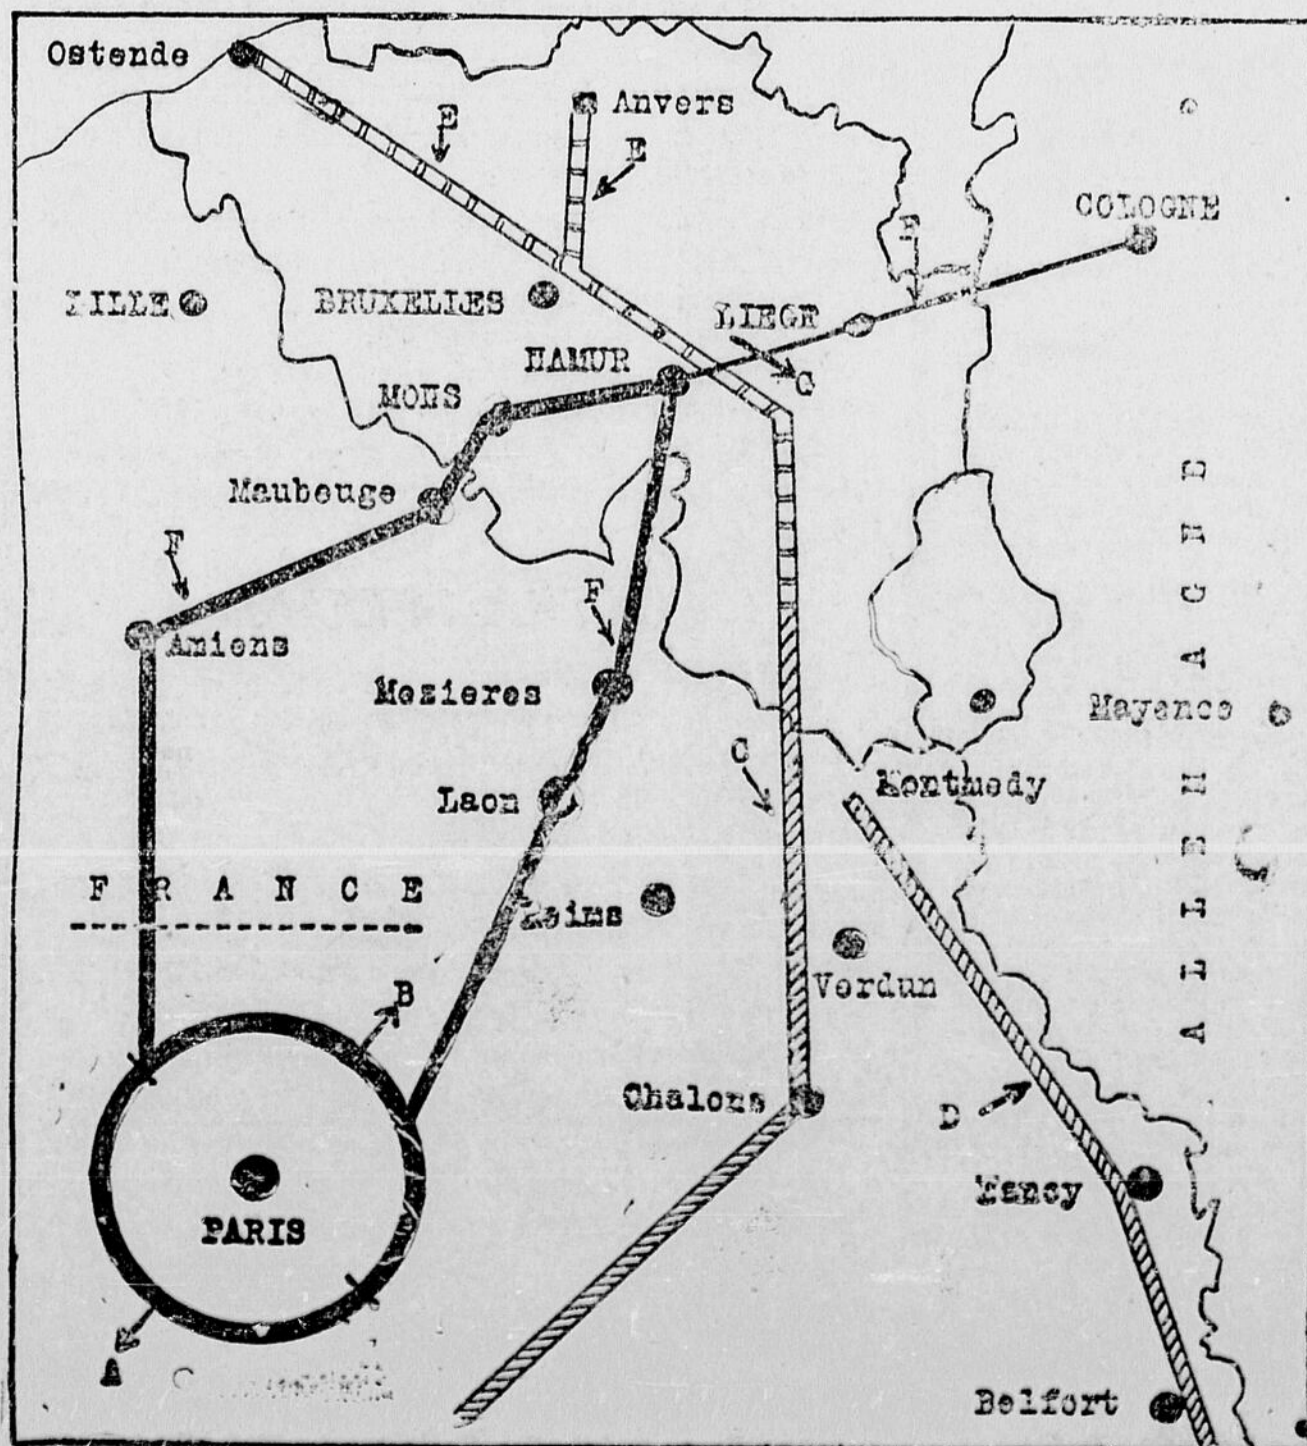 Ostende
Anvers
E
E
COLOGNE
F
LILLE
BRUXELLES
LIEGE
NAMUR
G
MONS
Maubeuge
F
F
Amiens
Mezieres
Mayence
C
Montmedy
Laon
FRANCE
Reims
ALLEMAGNE
Verdun
B
Chalons
D
Nancy
PARIS
A
Belfort